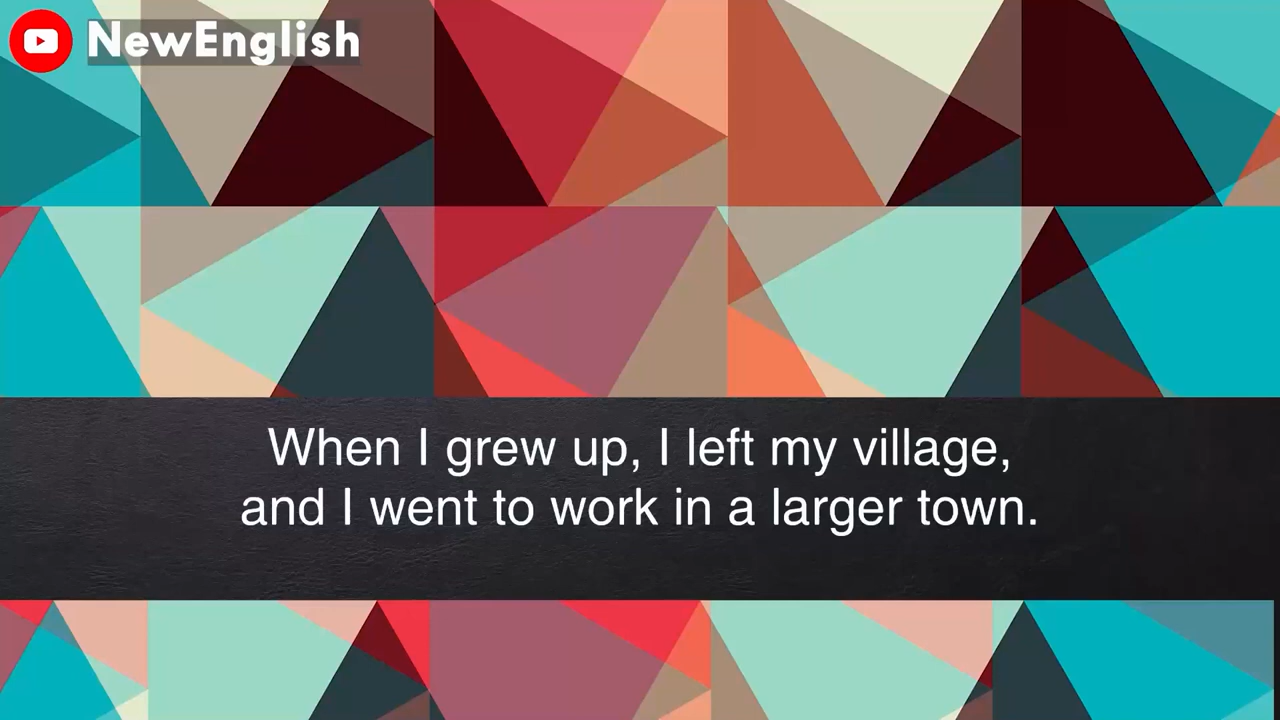 NewEnglish
When I grew up, I left my village,
and I went to work in a larger town.